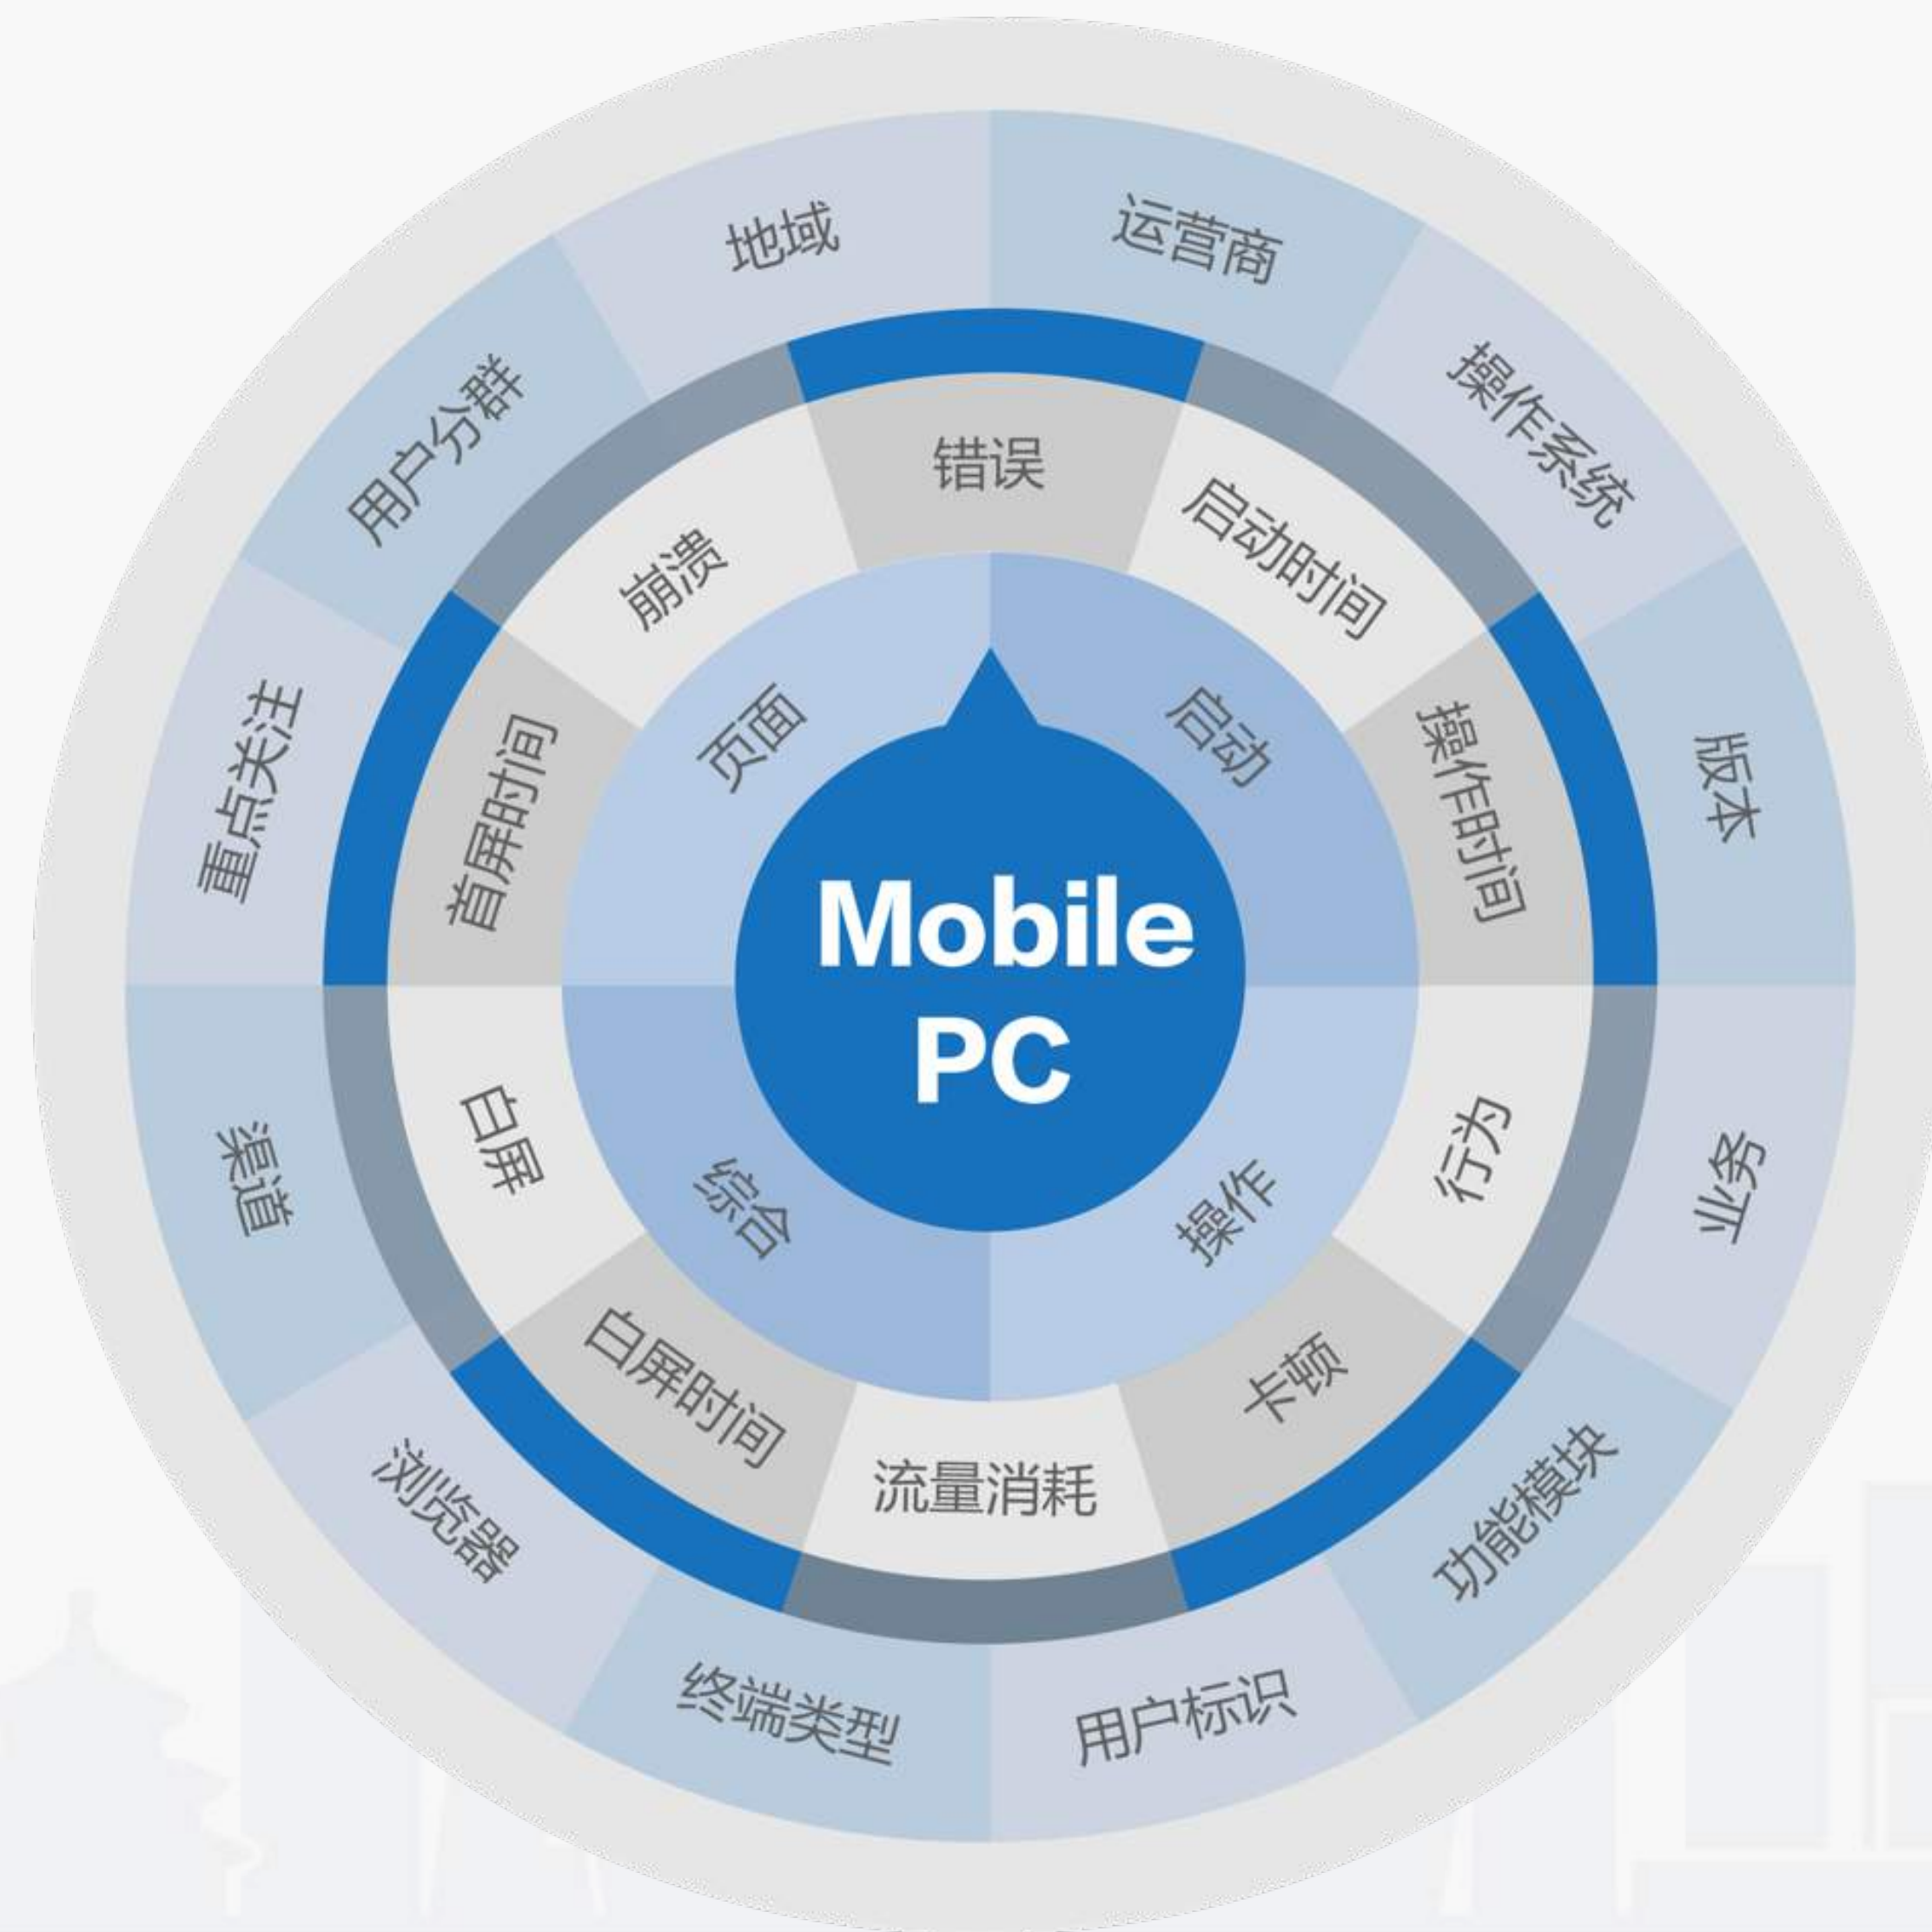 地域
运营商
操作系统
版本
业务
功能模块
用户标识
终端类型
浏览器
渠道
重点关注
用户分群
错误
启动时间
操作时间
行为
卡顿
流量消耗
白屏时间
白屏
首屏时间
崩溃
页面
启动
操作
综合
Mobile
PC